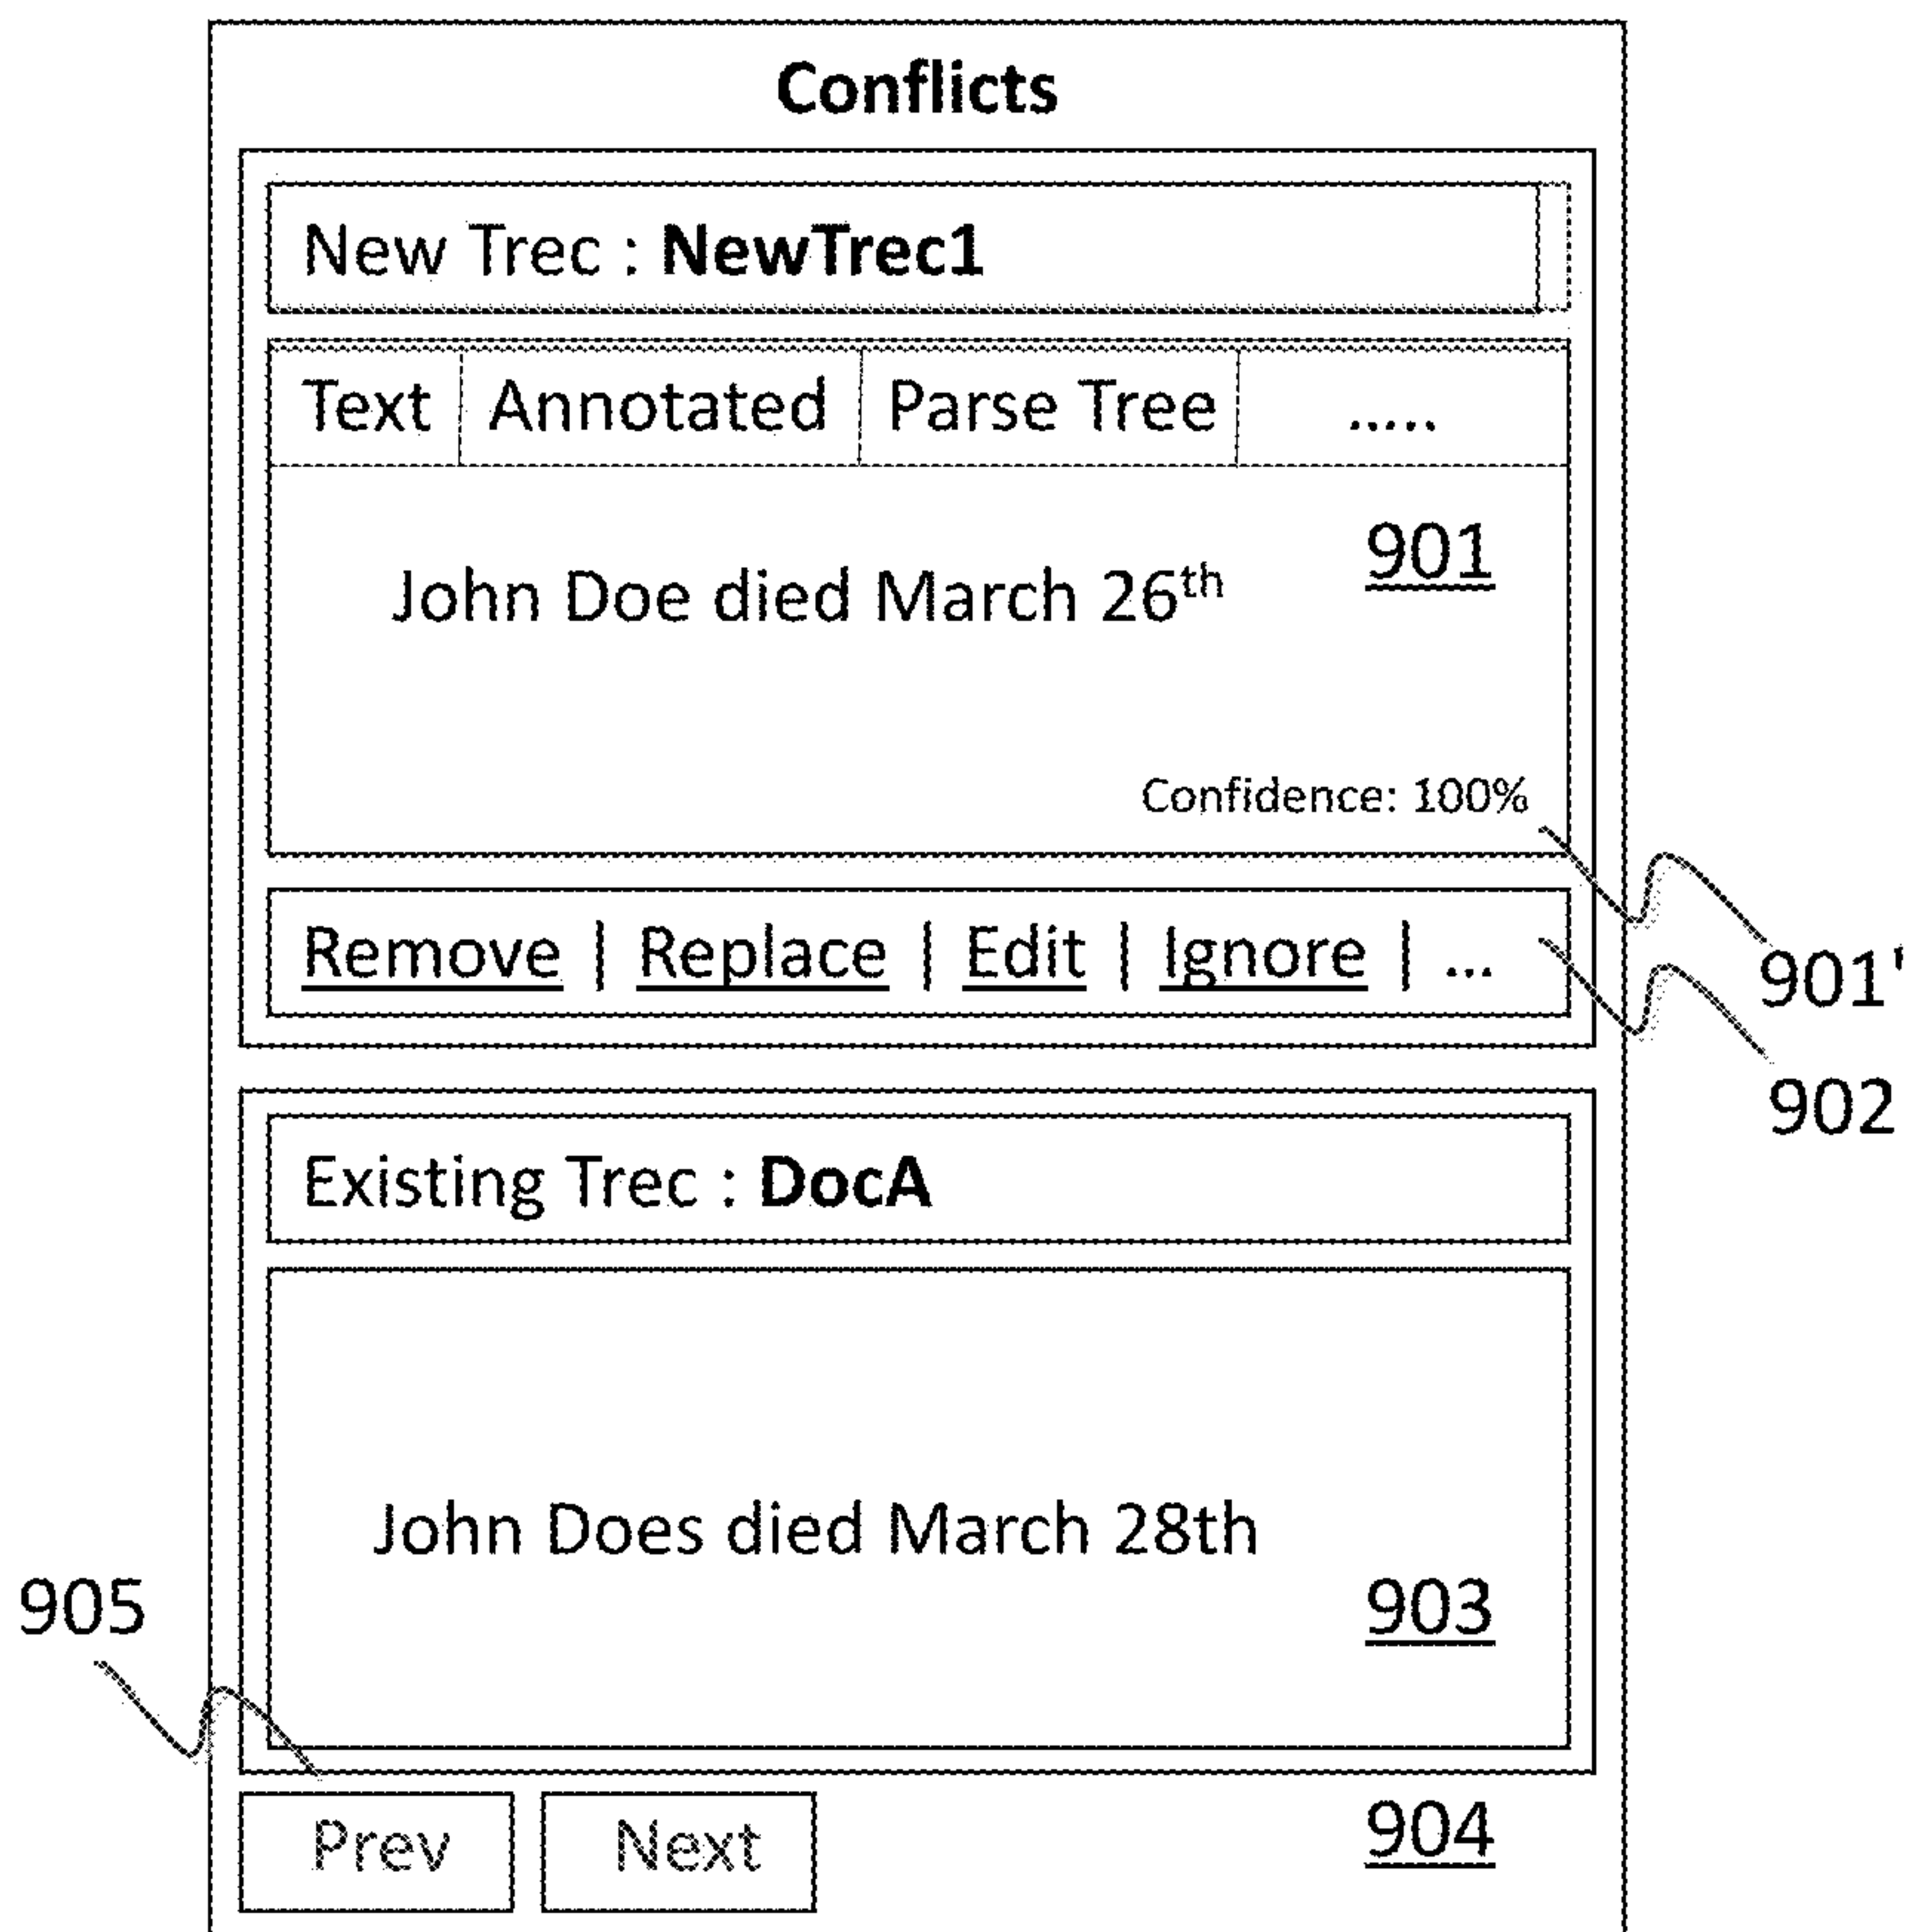 Conflicts
New Trec : NewTrec1
Text Annotated Parse Tree .....
901
John Doe died March 26th
Confidence: 100%
901'
Remove | Replace | Edit | Ignore | ...
902
Existing Trec : DocA
John Does died March 28th
903
905
Prev Next
904